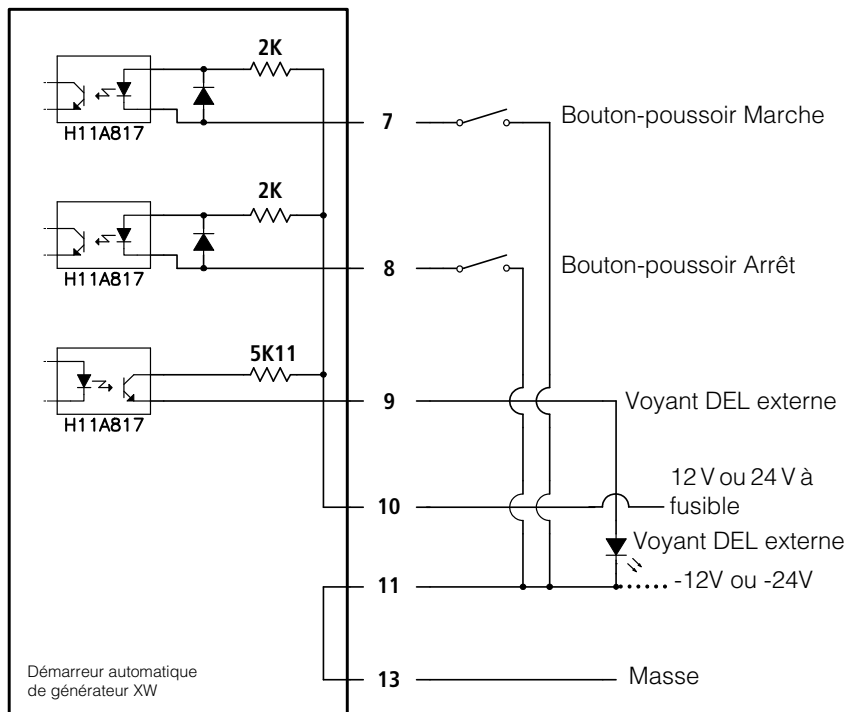 2K
H11A817
7
Bouton-poussoir Marche
2K
H11A817
8
Bouton-poussoir Arrêt
5K11
H11A817
9
Voyant DEL externe
12 V ou 24 V à
fusible
10
Voyant DEL externe
11
-12V ou -24V
Démarreur automatique
de générateur XW
13
Masse